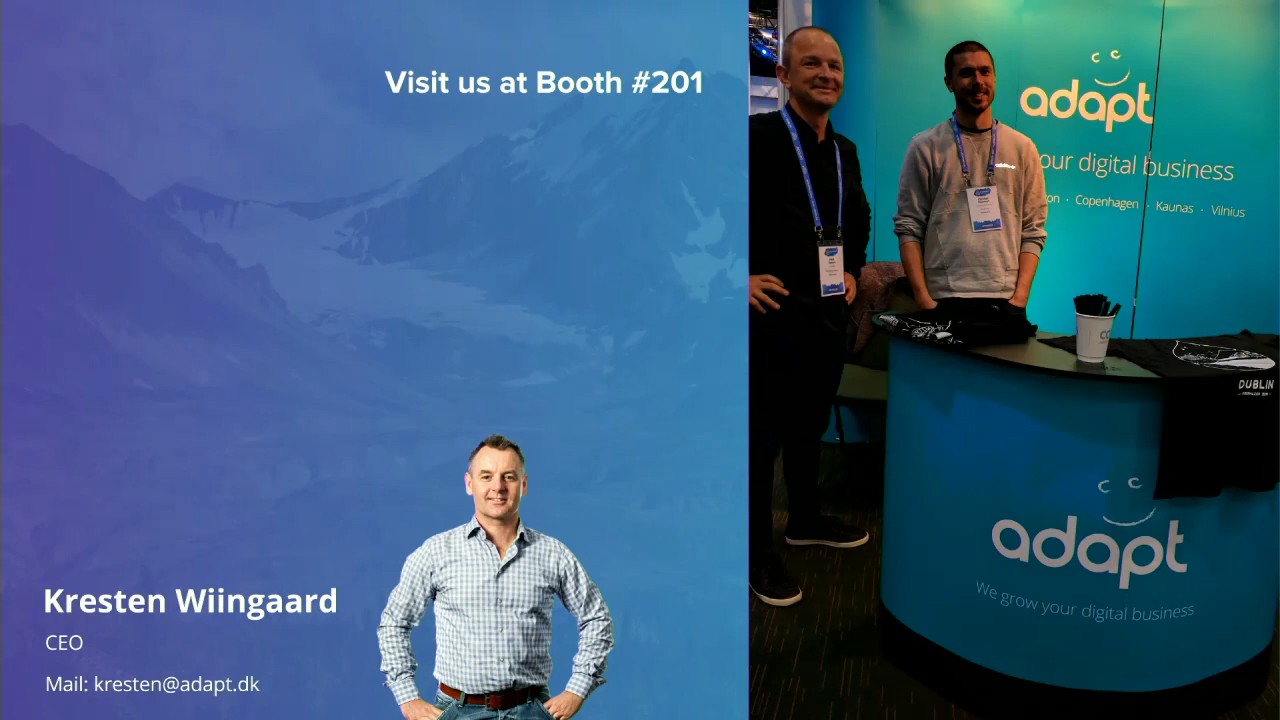 Visit us at Booth #201
Kresten Wiingaard
CEO
Mail: kresten@adapt.dk
adapt
our digital business
on · Copenhagen · Kaunas · Vilnius
DUBLIN
adapt
We grow your digital business